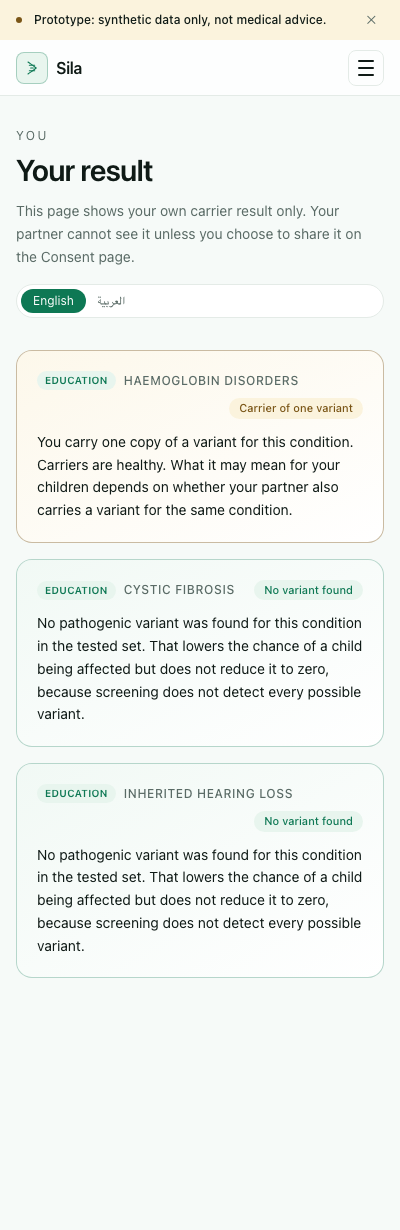 Prototype: synthetic data only, not medical advice.
Sila
YOU
Your result
This page shows your own carrier result only. Your
partner cannot see it unless you choose to share it on
the Consent page.
English
العربية
EDUCATION HAEMOGLOBIN DISORDERS
Carrier of one variant
You carry one copy of a variant for this condition.
Carriers are healthy. What it may mean for your
children depends on whether your partner also
carries a variant for the same condition.
EDUCATION CYSTIC FIBROSIS No variant found
No pathogenic variant was found for this condition
in the tested set. That lowers the chance of a child
being affected but does not reduce it to zero,
because screening does not detect every possible
variant.
EDUCATION INHERITED HEARING LOSS
No variant found
No pathogenic variant was found for this condition
in the tested set. That lowers the chance of a child
being affected but does not reduce it to zero,
because screening does not detect every possible
variant.